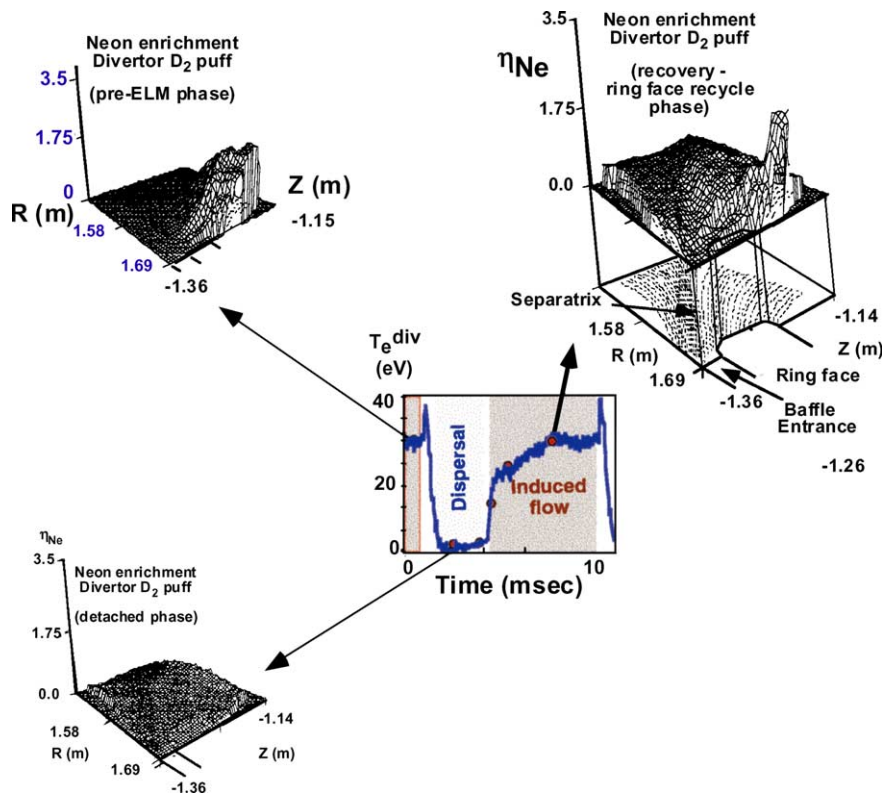 Neon enrichment
Divertor D2 puff
(pre-ELM phase)
3.5
1.75
0
R (m)
1.58
1.69
Z (m)
-1.15
-1.36
3.5
ηNe
1.75
0.0
Neon enrichment
Divertor D2 puff
(recovery -
ring face recycle
phase)
Separatrix
1.58
R (m)
1.69
-1.14
Z (m)
-1.36
Ring face
Baffle
Entrance
-1.26
Te div
(eV)
40
20
0
Dispersal
Induced
flow
0
10
Time (msec)
ηNe
3.5
Neon enrichment
Divertor D2 puff
(detached phase)
1.75
0.0
1.58
R (m)
1.69
-1.14
Z (m)
-1.36